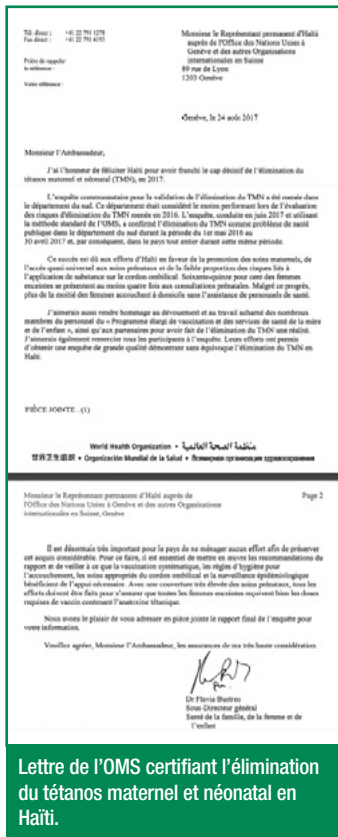 Tél. direct : +41 22 791 1278
Fax direct : +41 22 791 4193
Prière de rappeler
la référence :
Votre référence :
Monsieur le Représentant permanent d'Haïti
auprès de l'Office des Nations Unies à
Genève et des autres Organisations
internationales en Suisse
89 rue de Lyon
1203 Genève
Genève, le 24 août 2017
Monsieur l'Ambassadeur,
J'ai l'honneur de féliciter Haïti pour avoir franchi le cap décisif de l'élimination du
tétanos maternel et néonatal (TMN), en 2017.
L'enquête communautaire pour la validation de l'élimination du TMN a été menée dans
le département du sud. Ce département était considéré le moins performant lors de l'évaluation
des risques d'élimination du TMN menée en 2016. L'enquête, conduite en juin 2017 et utilisant
la méthode standard de l'OMS, a confirmé l'élimination du TMN comme problème de santé
publique dans le département du sud durant la période du 1er mai 2016 au
30 avril 2017 et, par conséquent, dans le pays tout entier durant cette même période.
Ce succès est dû aux efforts d'Haïti en faveur de la promotion des soins maternels, de
l'accès quasi universel aux soins prénataux et de la faible proportion des risques liés à
l'application de substance sur le cordon ombilical. Soixante-quinze pour cent des femmes
enceintes se présentent au moins quatre fois aux consultations prénatales. Malgré ce progrès,
plus de la moitié des femmes accouchent à domicile sans l'assistance de personnels de santé.
J'aimerais aussi rendre hommage au dévouement et au travail acharné des nombreux
membres du personnel du « Programme élargi de vaccination et des services de santé de la mère
et de l'enfant », ainsi qu'aux partenaires pour avoir fait de l'élimination du TMN une réalité.
J'aimerais également remercier tous les participants à l'enquête. Leurs efforts ont permis
d'obtenir une enquête de grande qualité démontrant sans équivoque l'élimination du TMN en
Haïti.
PIÈCE JOINTE : (1)
World Health Organization • منظمة الصحة العالمية
世界卫生组织 • Organización Mundial de la Salud • Всемирная организация здравоохранения
Monsieur le Représentant permanent d'Haïti auprès de
l'Office des Nations Unies à Genève et des autres Organisations
internationales en Suisse, Genève
Page 2
Il est désormais très important pour le pays de ne ménager aucun effort afin de préserver
cet acquis considérable. Pour ce faire, il est essentiel de mettre en œuvre les recommandations du
rapport et de veiller à ce que la vaccination systématique, les règles d'hygiène pour
l'accouchement, les soins appropriés du cordon ombilical et la surveillance épidémiologique
bénéficient de l'appui nécessaire. Avec une couverture très élevée des soins prénataux, tous les
efforts doivent être faits pour s'assurer que toutes les femmes enceintes reçoivent bien les doses
requises de vaccin contenant l'anatoxine tétanique.
Nous avons le plaisir de vous adresser en pièce jointe le rapport final de l'enquête pour
votre information.
Veuillez agréer, Monsieur l'Ambassadeur, les assurances de ma très haute considération.
Dr Flavia Bustreo
Sous-Directeur général
Santé de la famille, de la femme et de
l'enfant
Lettre de l'OMS certifiant l'élimination
du tétanos maternel et néonatal en
Haïti.